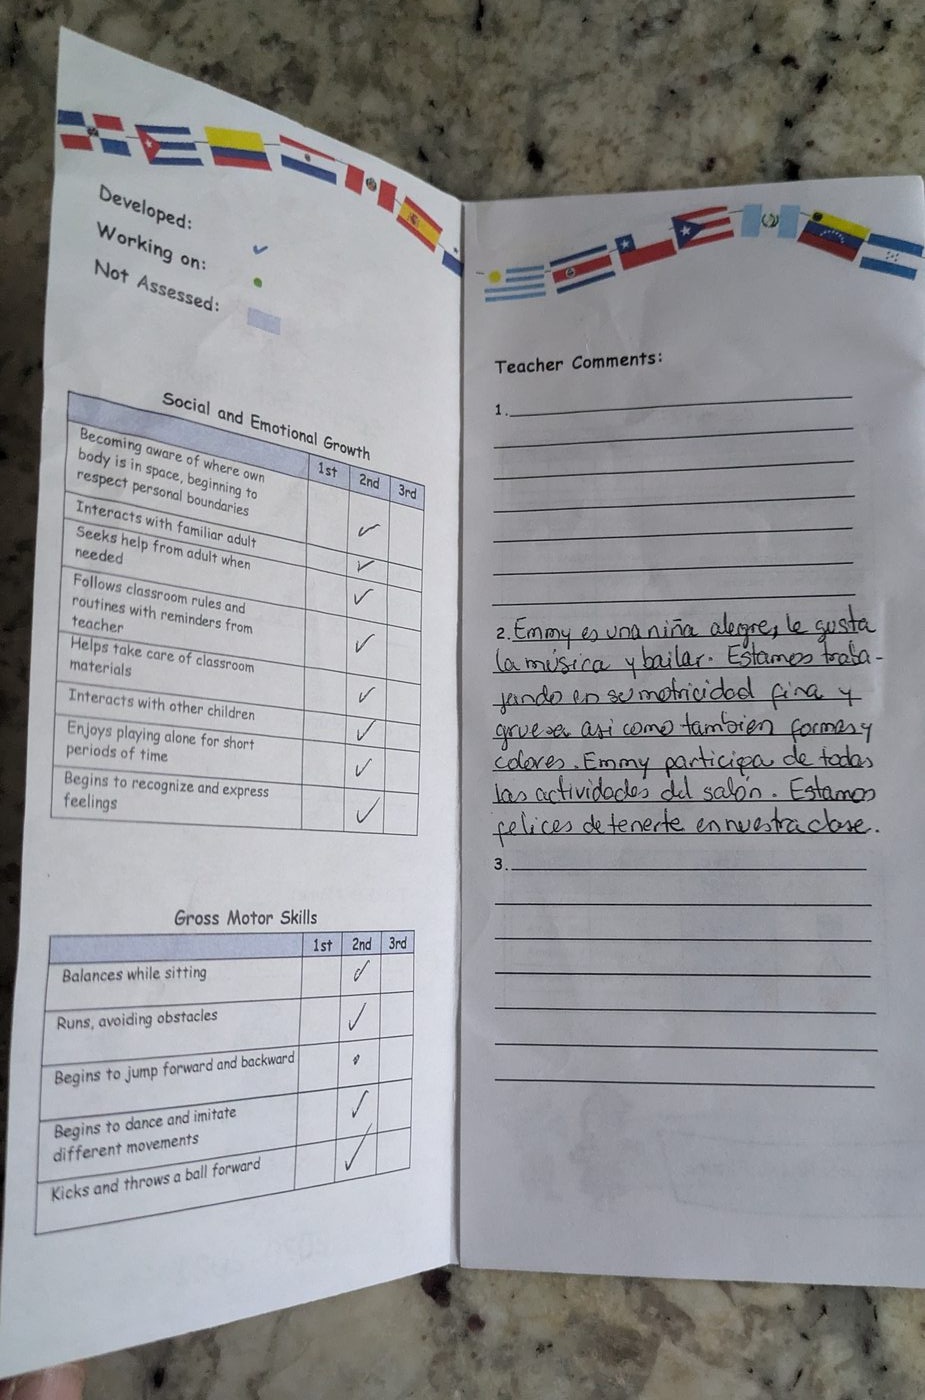 Developed:
Working on:
Not Assessed:
Social and Emotional Growth
1st 2nd 3rd
Becoming aware of where own
body is in space, beginning to
respect personal boundaries
Interacts with familiar adult
Seeks help from adult when
needed
Follows classroom rules and
routines with reminders from
teacher
Helps take care of classroom
materials
Interacts with other children
Enjoys playing alone for short
periods of time
Begins to recognize and express
feelings
Gross Motor Skills
1st 2nd 3rd
Balances while sitting
Runs, avoiding obstacles
Begins to jump forward and backward
Begins to dance and imitate
different movements
Kicks and throws a ball forward
Teacher Comments:
1.
2. Emmy es una niña alegre, le gusta
la música y bailar. Estamos traba-
jando en su motricidad fina y
gruesa asi como tambien formas y
colores. Emmy participa de todas
las actividades del salón. Estamos
felices de tenerte en nuestra clase.
3.